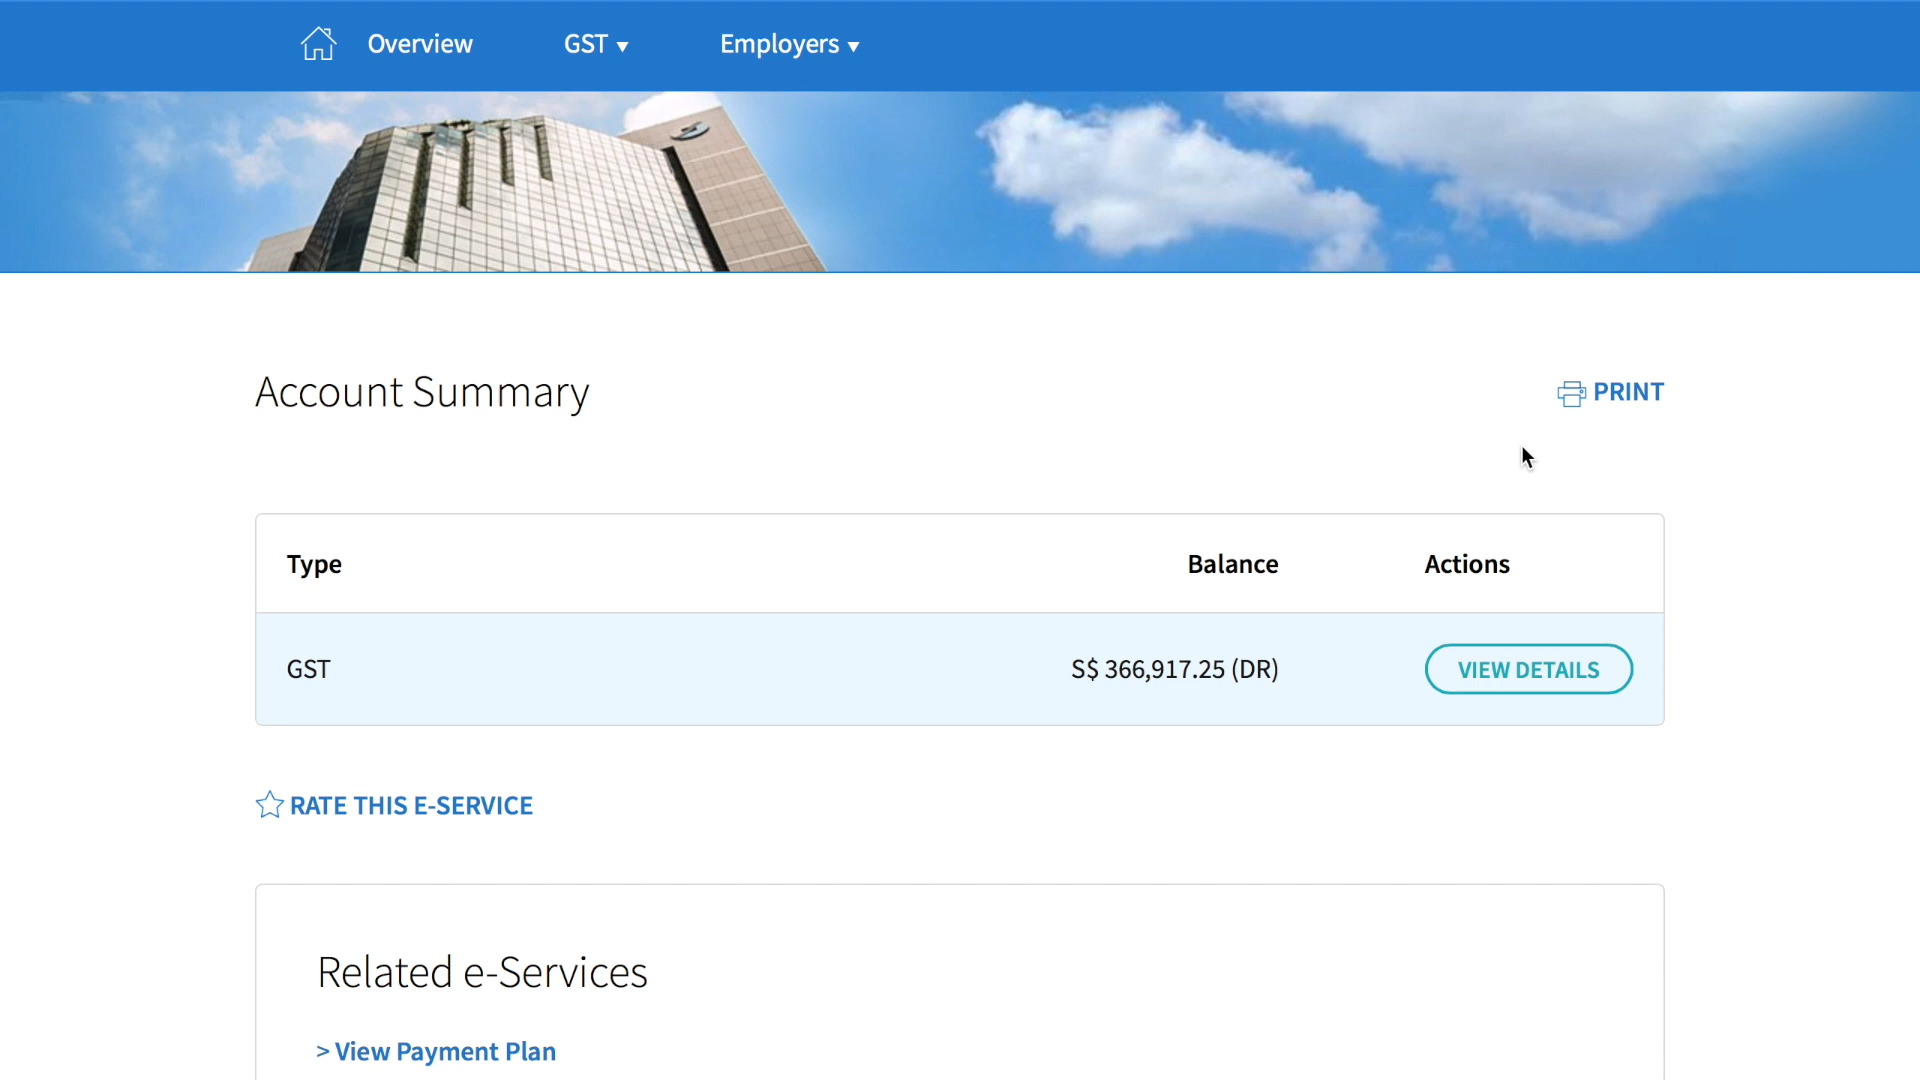 Overview GST ▼ Employers ▼
Account Summary
PRINT
Type Balance Actions
GST S$ 366,917.25 (DR) VIEW DETAILS
RATE THIS E-SERVICE
Related e-Services
> View Payment Plan